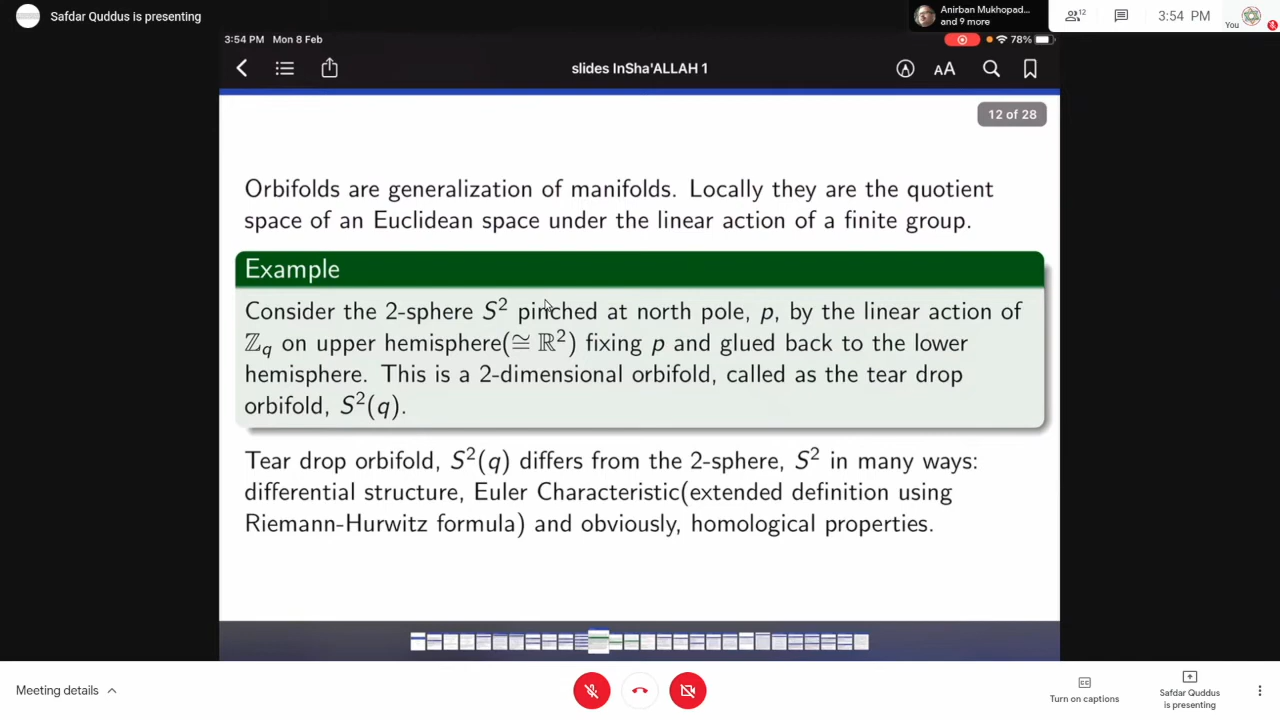 Safdar Quddus is presenting
Anirban Mukhopad...
and 9 more
12
3:54 PM
You
3:54 PM Mon 8 Feb
78%
slides InSha'ALLAH 1
AA
12 of 28
Orbifolds are generalization of manifolds. Locally they are the quotient
space of an Euclidean space under the linear action of a finite group.
Example
Consider the 2-sphere S² pinched at north pole, p, by the linear action of
ℤ_q on upper hemisphere(≅ ℝ²) fixing p and glued back to the lower
hemisphere. This is a 2-dimensional orbifold, called as the tear drop
orbifold, S²(q).
Tear drop orbifold, S²(q) differs from the 2-sphere, S² in many ways:
differential structure, Euler Characteristic(extended definition using
Riemann-Hurwitz formula) and obviously, homological properties.
Meeting details
CC
Turn on captions
Safdar Quddus
is presenting